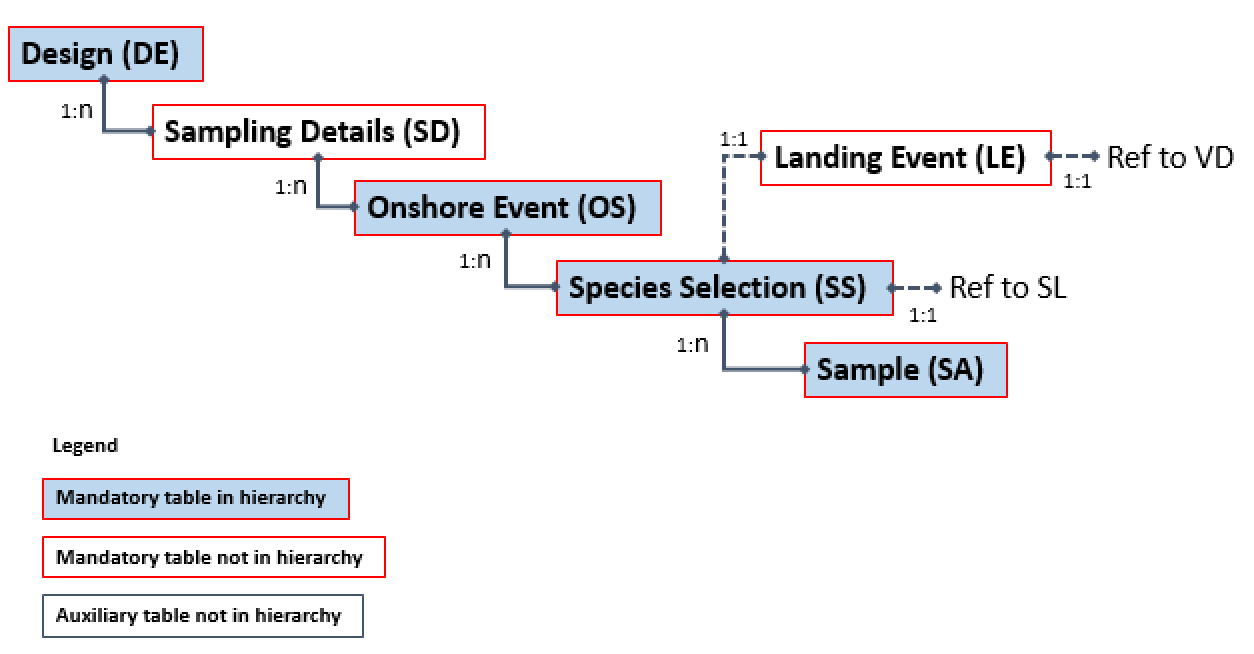 Design (DE)
1:n
Sampling Details (SD)
1:1
Landing Event (LE)
Ref to VD
1:1
1:n
Onshore Event (OS)
1:n
Species Selection (SS)
Ref to SL
1:1
1:n
Sample (SA)
Legend
Mandatory table in hierarchy
Mandatory table not in hierarchy
Auxiliary table not in hierarchy